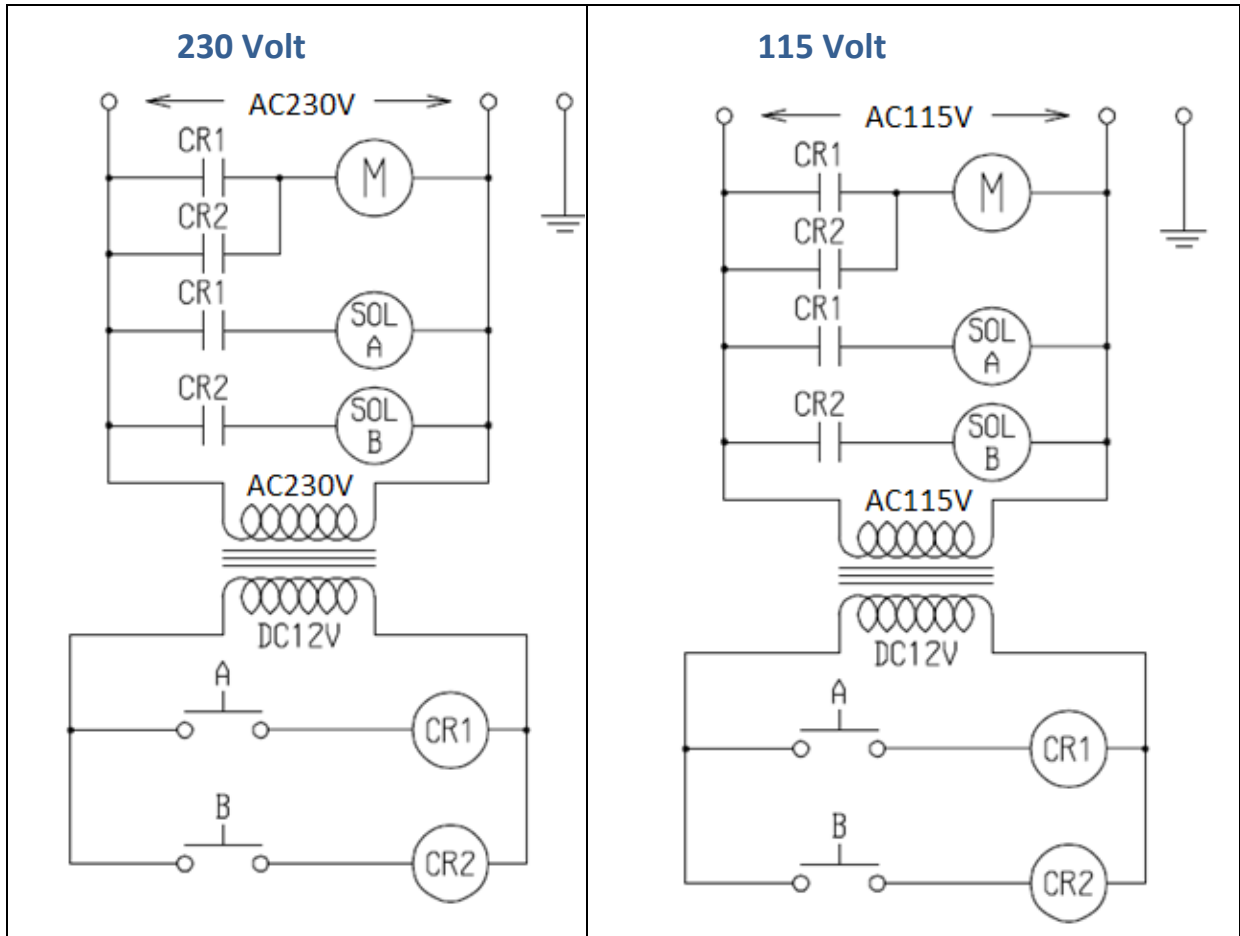 230 Volt
AC230V
CR1
M
CR2
CR1
SOL
A
CR2
SOL
B
AC230V
DC12V
A
CR1
B
CR2
115 Volt
AC115V
CR1
M
CR2
CR1
SOL
A
CR2
SOL
B
AC115V
DC12V
A
CR1
B
CR2